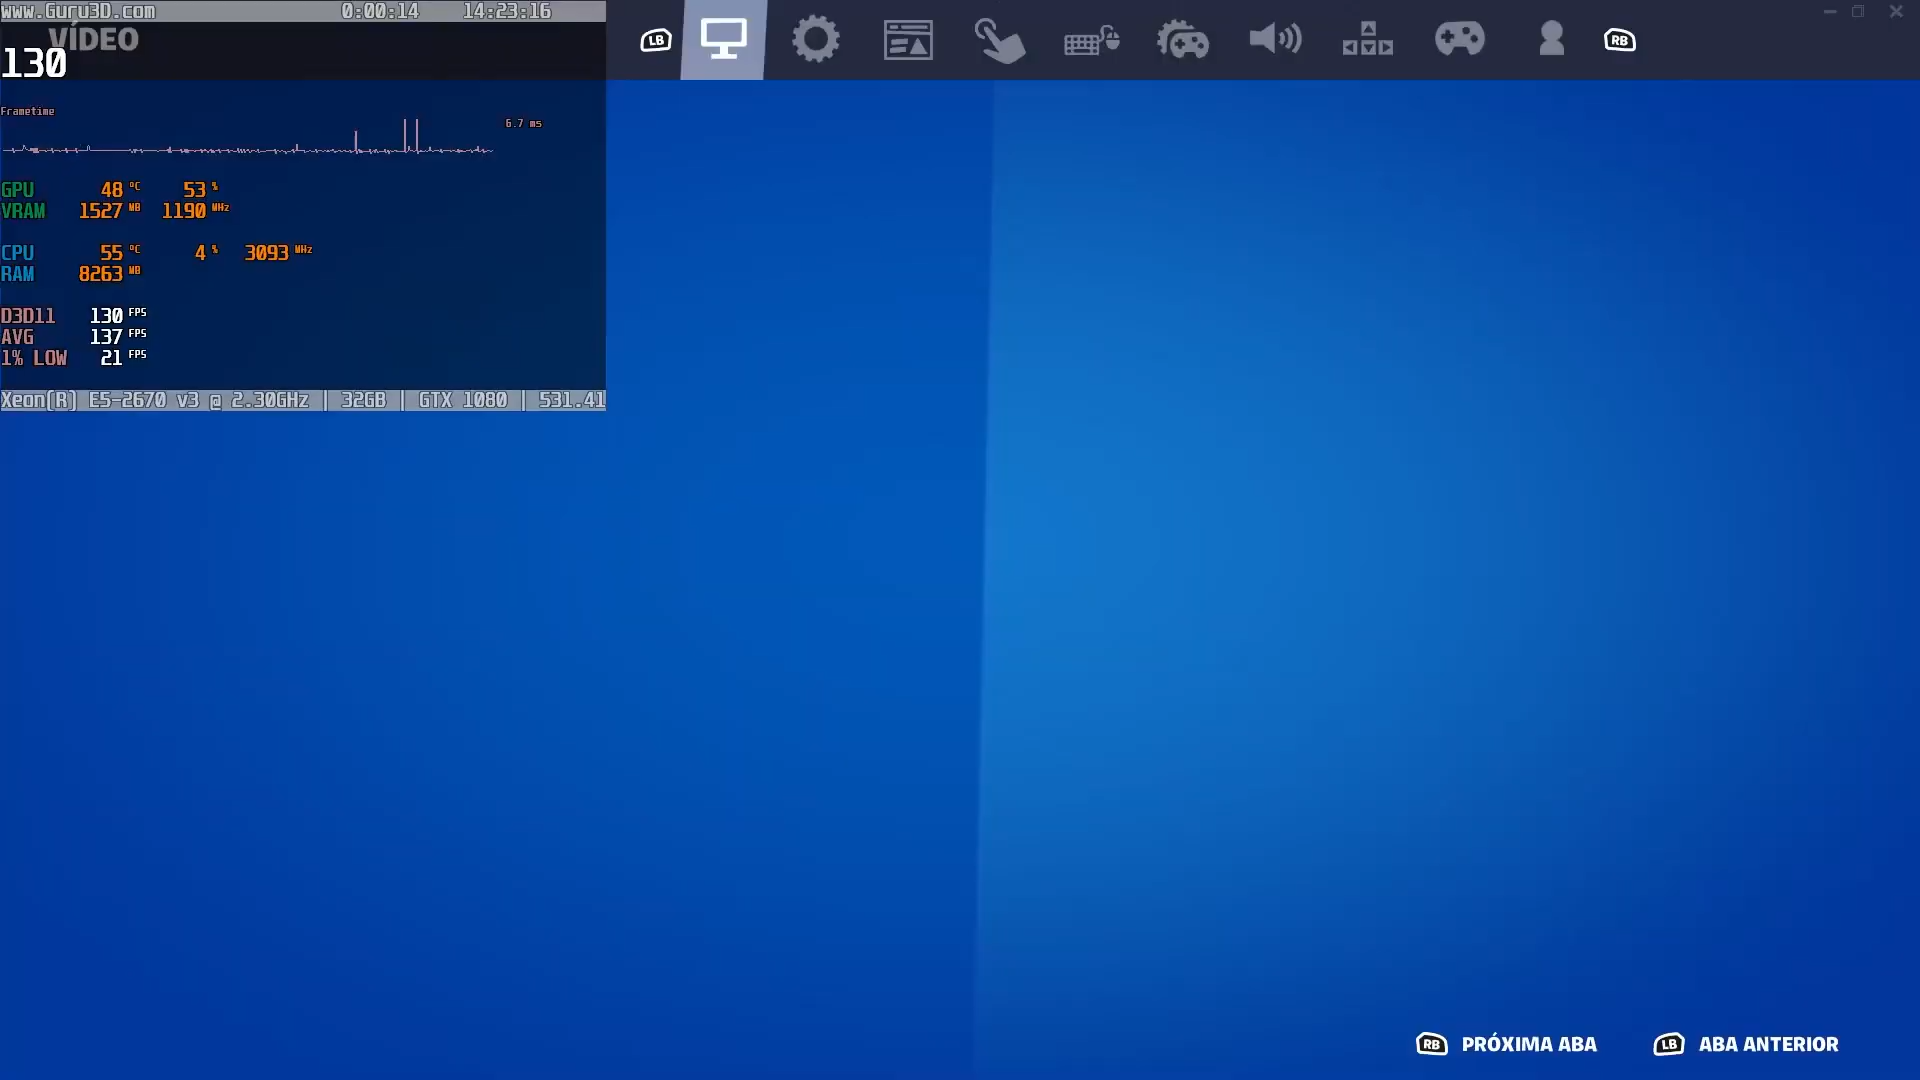 www.Guru3D.com 0:00:14 14:23:16
VÍDEO
130
LB RB
Frametime
6.7 ms
GPU 48 °C 53 %
VRAM 1527 MB 1190 MHz
CPU 55 °C 4 % 3093 MHz
RAM 8263 MB
D3D11 130 FPS
AVG 137 FPS
1% LOW 21 FPS
Xeon(R) E5-2670 v3 @ 2.30GHz | 32GB | GTX 1080 | 531.41
RB PRÓXIMA ABA LB ABA ANTERIOR